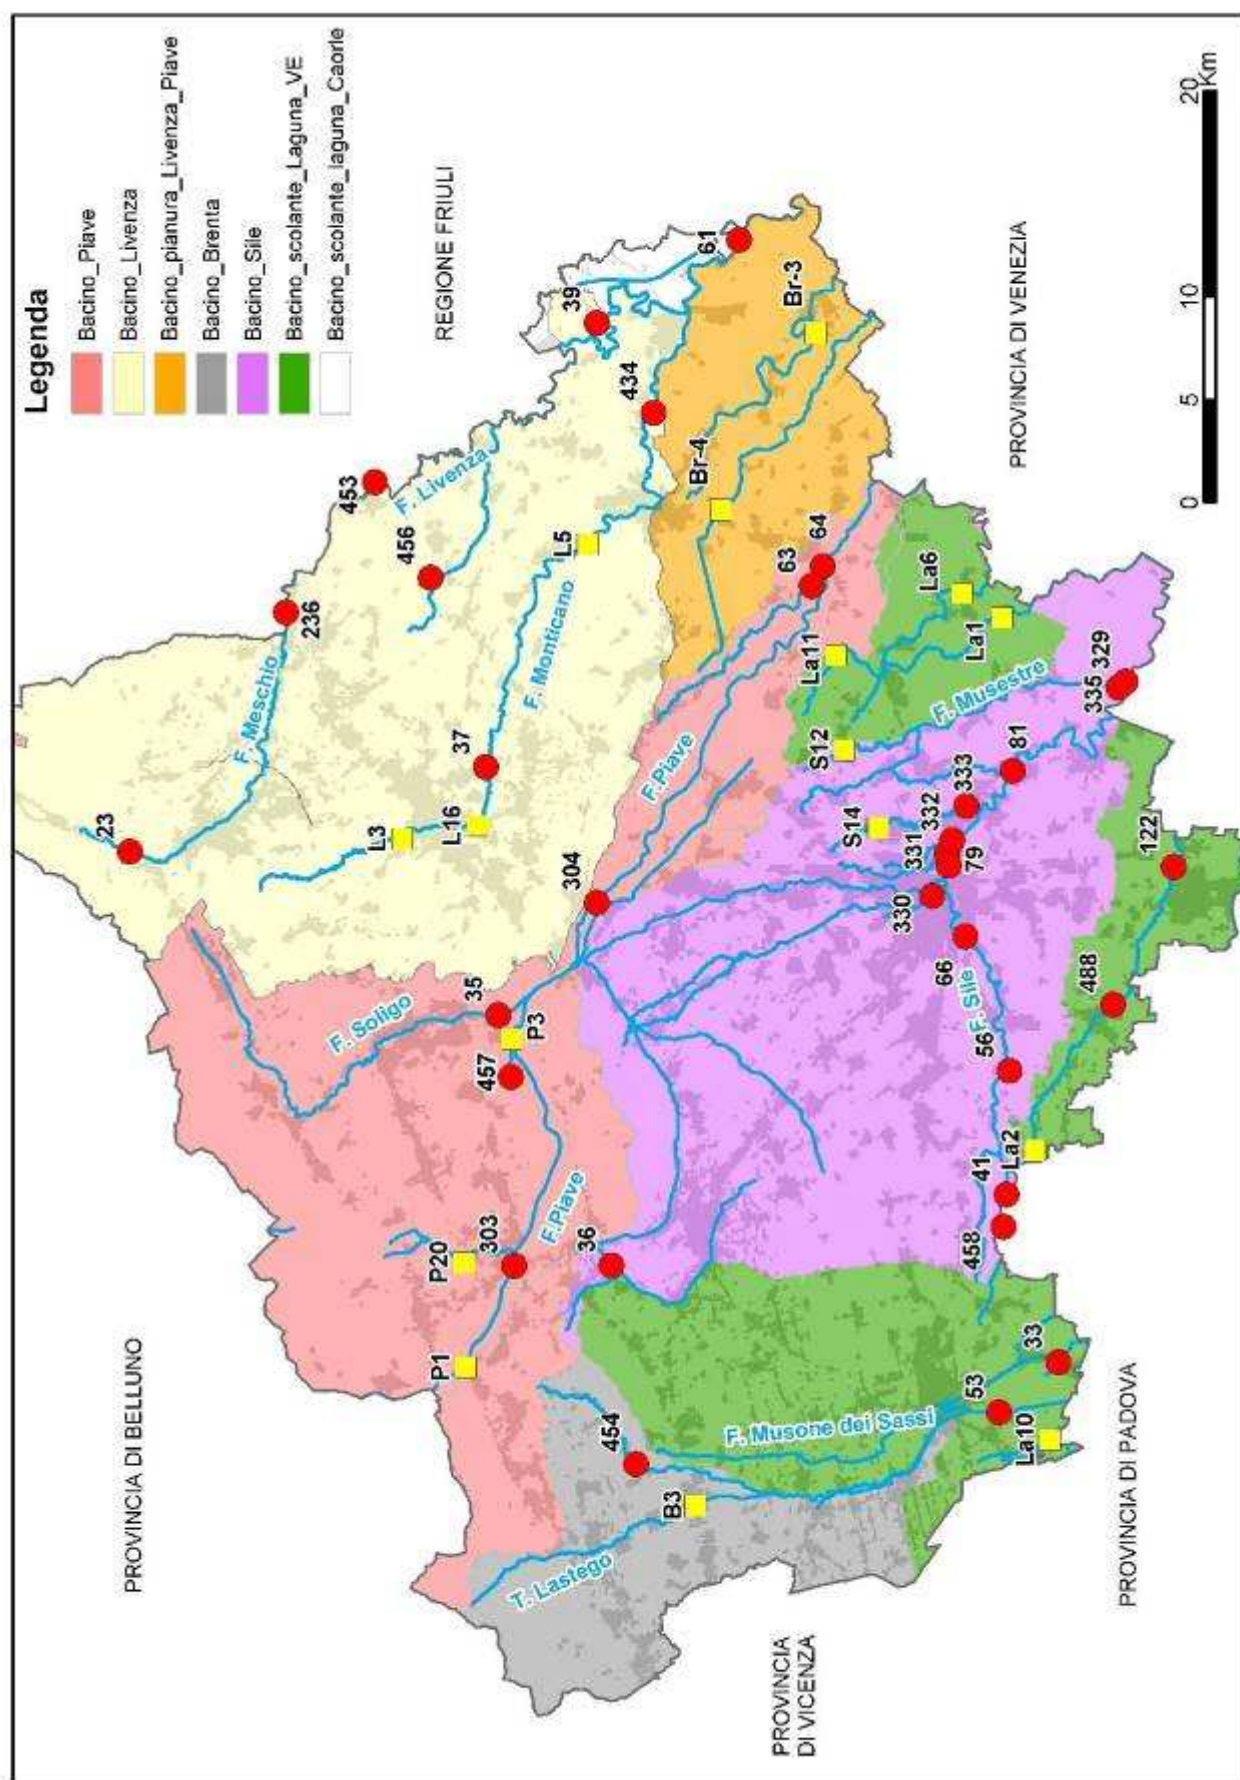 Legenda
Bacino_Piave
Bacino_Livenza
Bacino_pianura_Livenza_Piave
Bacino_Brenta
Bacino_Sile
Bacino_scolante_Laguna_VE
Bacino_scolante_laguna_Caorle
PROVINCIA DI BELLUNO
REGIONE FRIULI
PROVINCIA DI VENEZIA
PROVINCIA DI PADOVA
PROVINCIA
DI VICENZA
23
F. Meschio
236
453
F. Livenza
456
39
61
434
L5
F. Monticano
37
L3
L16
Br-3
Br-4
F. Soligo
35
P3
457
304
F.Piave
63
64
P1
P20
303
F.Piave
36
La11
La6
La1
S12
F. Musestre
335
329
S14
81
333
332
331
79
330
66
F. Sile
56
41
458
La2
488
122
454
B3
T. Lastego
F. Musone dei Sassi
53
33
La10
0
5
10
20
Km